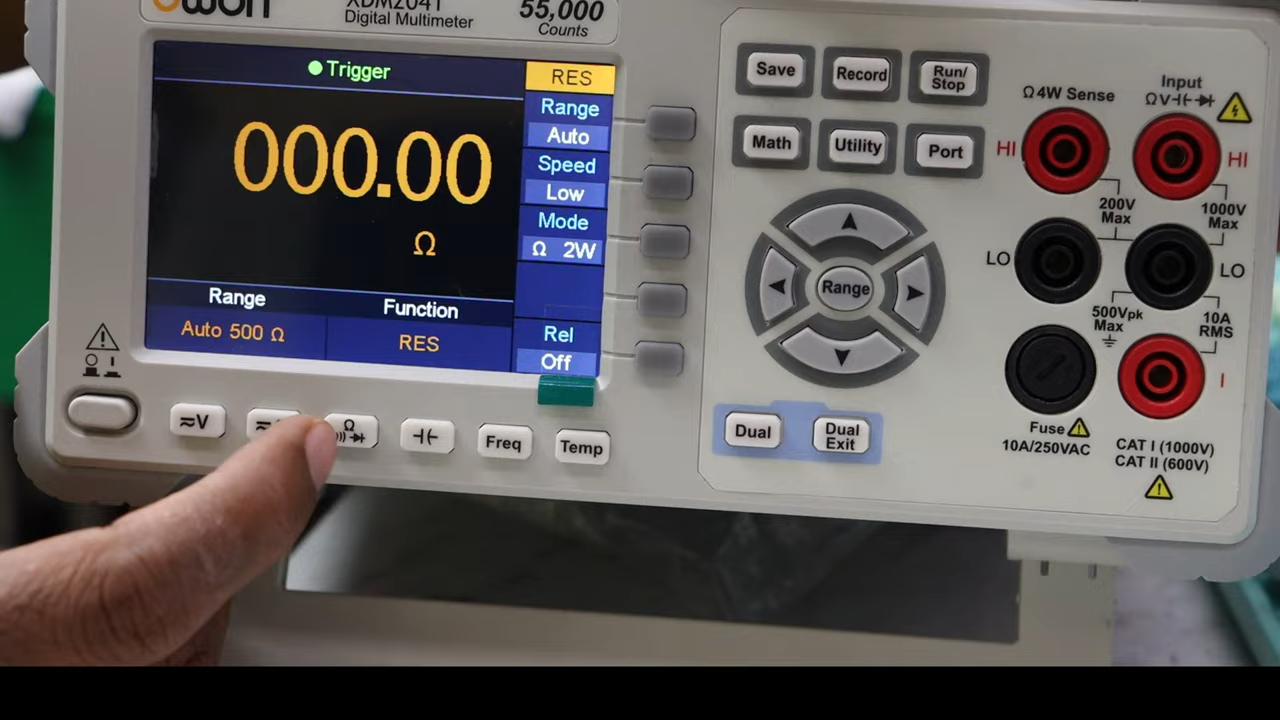 owon
XDM2041
Digital Multimeter
55,000
Counts
Trigger
000.00
Ω
Range
Function
Auto 500 Ω
RES
RES
Range
Auto
Speed
Low
Mode
Ω 2W
Rel
Off
≂V
Ω
Freq
Temp
Save
Record
Run/
Stop
Math
Utility
Port
Range
Dual
Dual
Exit
Ω 4W Sense
Input
ΩV
HI
HI
200V
Max
1000V
Max
LO
LO
500Vpk
Max
10A
RMS
I
Fuse
10A/250VAC
CAT I (1000V)
CAT II (600V)